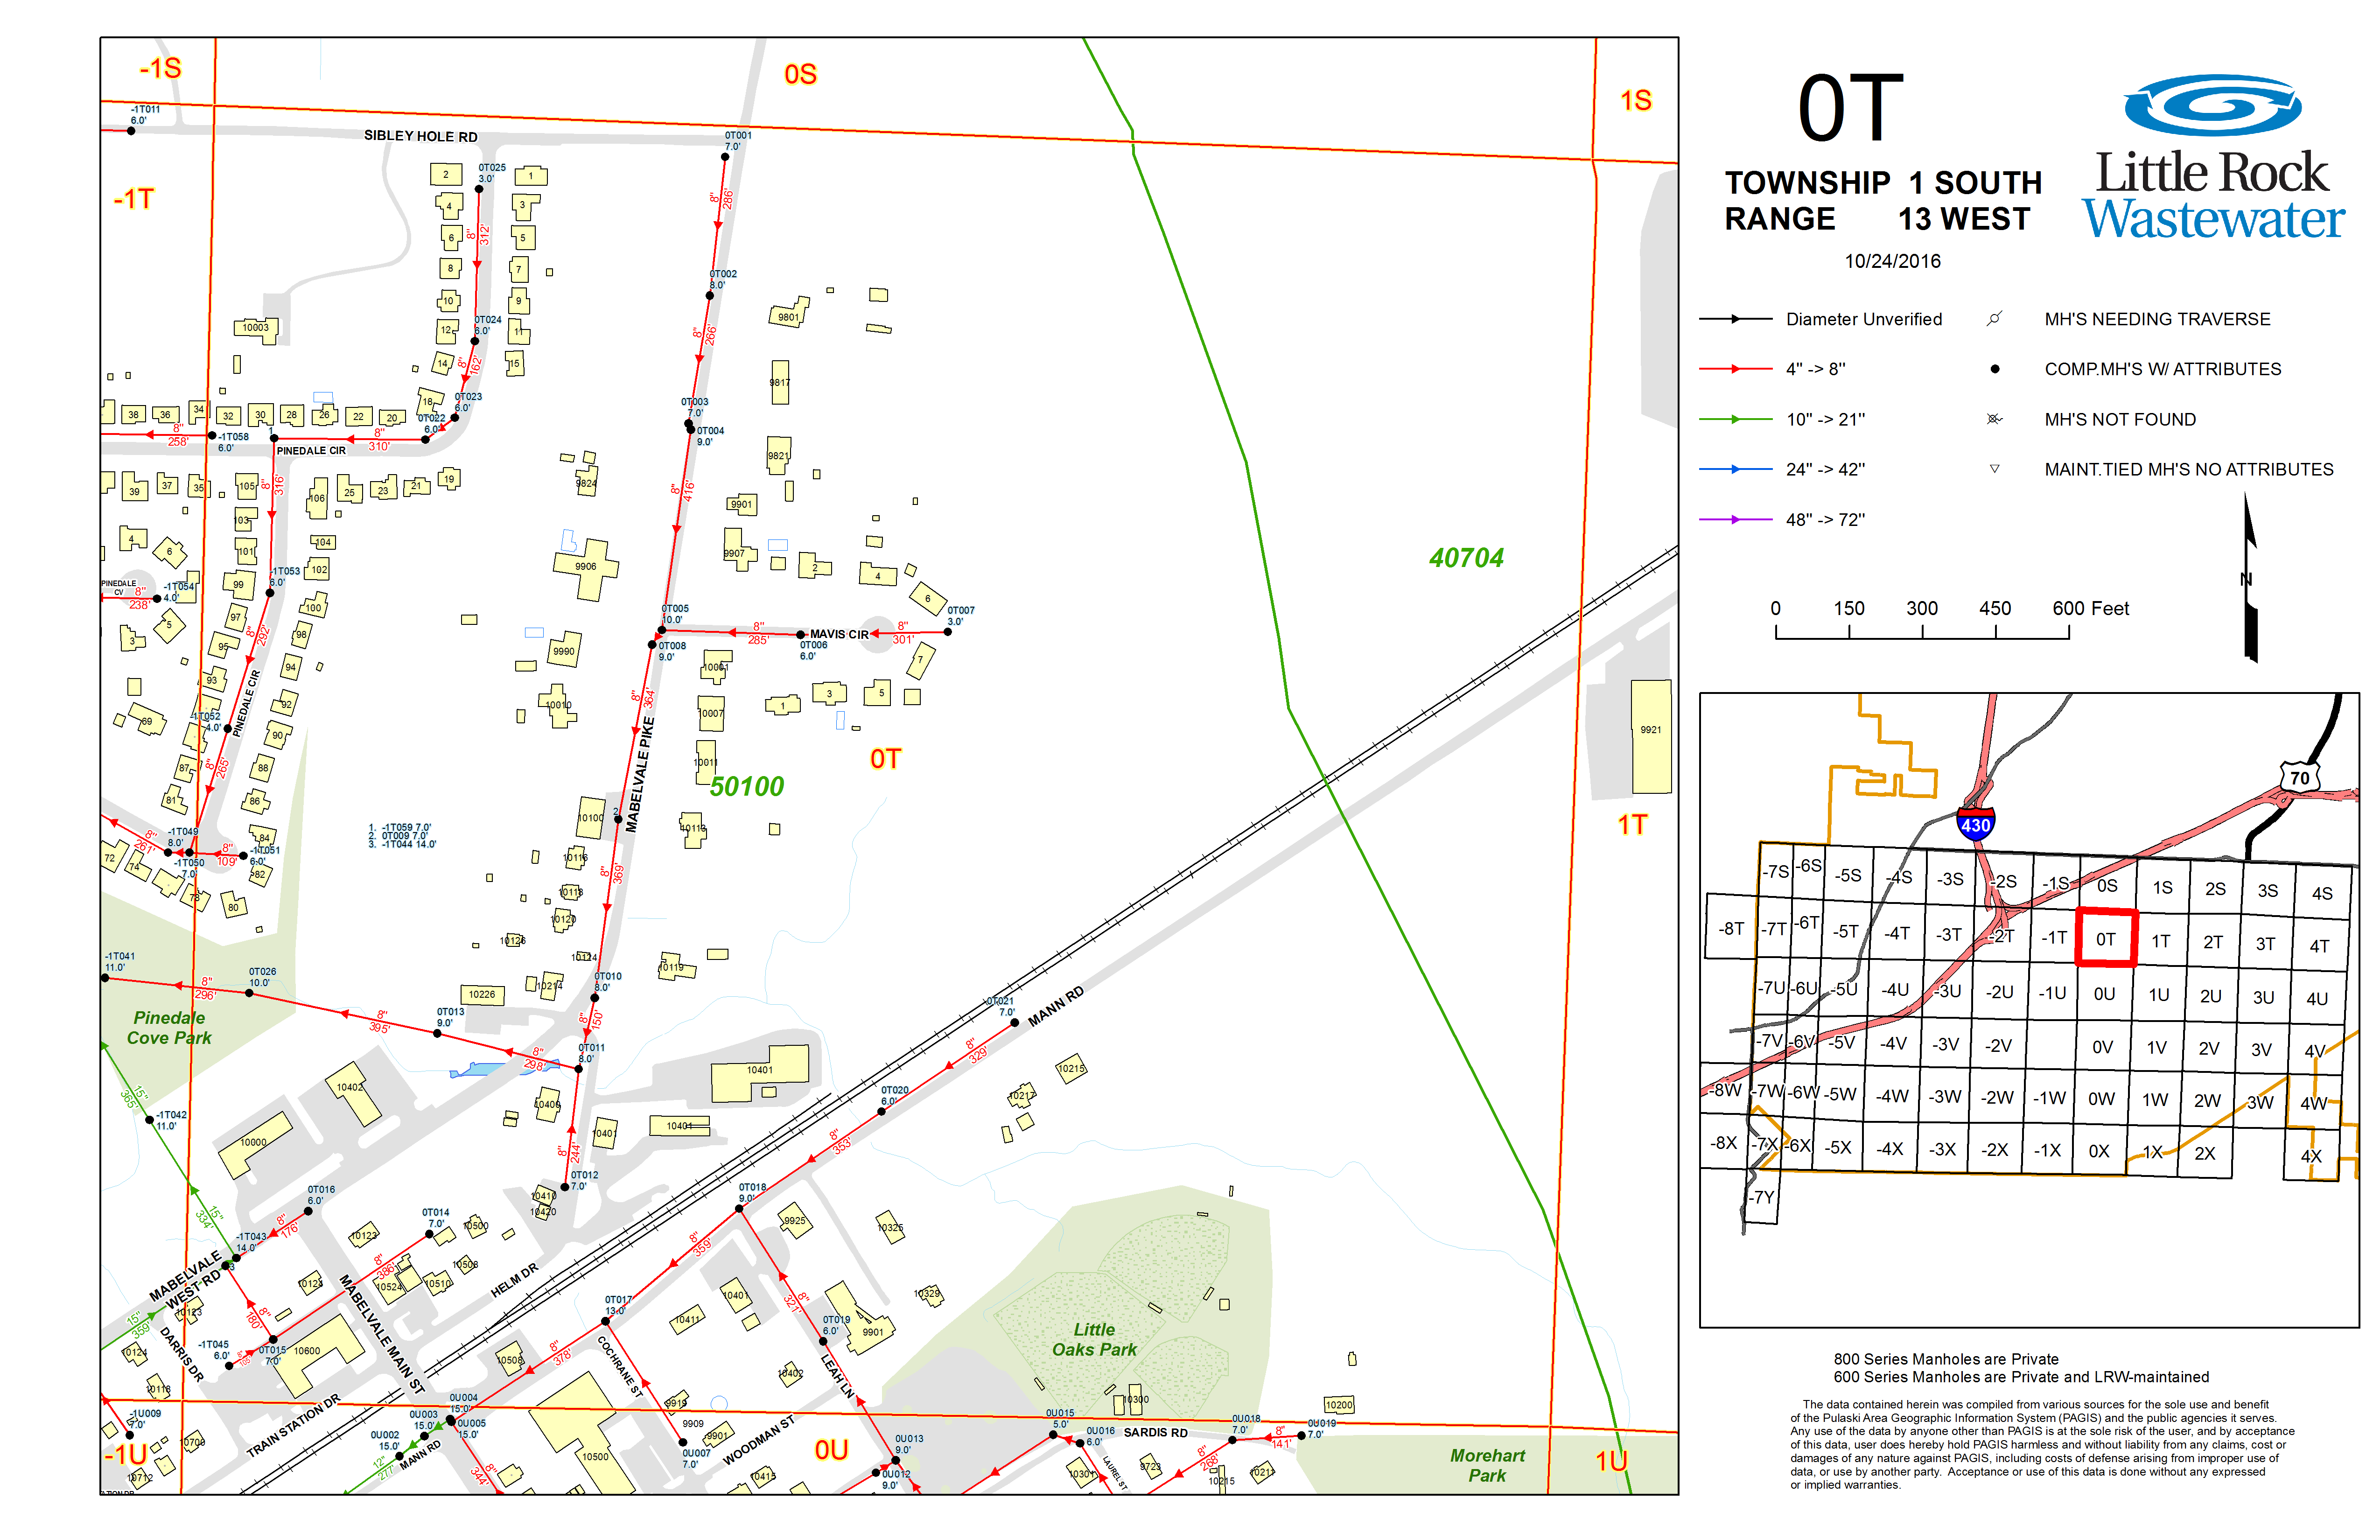 -1S
0S
1S
-1T011
6.0'
SIBLEY HOLE RD
0T001
7.0'
-1T
0T025
3.0'
2
1
4
3
6
5
8
7
10
9
12
11
14
15
8"
312'
8"
286'
0T002
8.0'
0T024
6.0'
8"
162'
8"
266'
9801
10003
9817
18
0T023
6.0'
0T022
6.0'
0T003
7.0'
0T004
9.0'
38
36
34
32
30
28
26
22
20
8"
258'
-1T058
6.0'
1
PINEDALE CIR
8"
310'
9821
39
37
35
105
8"
316'
106
25
23
21
19
9824
8"
416'
9901
103
4
6
101
104
9907
9906
102
2
4
6
PINEDALE
CV
8"
238'
-1T054
4.0'
99
-1T053
6.0'
100
0T005
10.0'
0T007
3.0'
5
97
8"
292'
98
8"
285'
MAVIS CIR
8"
301'
0T006
6.0'
0T008
9.0'
3
95
94
9990
10001
7
93
PINEDALE CIR
92
8"
364'
MABELVALE PIKE
3
5
1
69
-1T052
4.0'
90
10010
10007
0T
8"
265'
87
88
10011
50100
40704
9921
1T
81
86
10100
2
10113
1. -1T059 7.0'
2. 0T009 7.0'
3. -1T044 14.0'
-1T049
8.0'
84
8"
261'
8"
109'
-1T051
6.0'
-1T050
7.0'
72
74
82
73
80
10116
8"
369'
10118
10120
10126
10124
10119
-1T041
11.0'
8"
296'
0T026
10.0'
10226
10214
0T010
8.0'
Pinedale
Cove Park
8"
395'
0T013
9.0'
8"
150'
0T011
8.0'
8"
298'
0T021
7.0'
MANN RD
8"
329'
10215
10217
10401
10402
15"
365'
-1T042
11.0'
10400
10401
10401
0T020
6.0'
8"
353'
10000
8"
244'
0T012
7.0'
0T018
9.0'
0T016
6.0'
8"
176'
15"
334'
-1T043
14.0'
3
0T014
7.0'
10500
10410
10420
10123
8"
386'
10508
9925
10325
8"
359'
MABELVALE
WEST RD
10124
10524
10510
HELM DR
10401
10329
8"
321'
0T017
13.0'
10411
0T019
6.0'
9901
10123
8"
180'
15"
359'
MABELVALE MAIN ST
DARRIS DR
-1T045
6.0'
0T015
7.0'
10600
10124
10508
8"
378'
COCHRANE ST
10402
LEAH LN
Little
Oaks Park
10118
10300
10200
TRAIN STATION DR
0U004
15.0'
0U003
15.0'
0U005
15.0'
0U002
15.0'
MANN RD
12"
277'
8"
344'
-1U009
7.0'
-1U
10700
10712
10500
9919
9909
9901
0U007
7.0'
WOODMAN ST
10415
0U
0U013
9.0'
0U012
9.0'
0U015
5.0'
0U016
6.0'
SARDIS RD
0U018
7.0'
8"
141'
0U019
7.0'
10301
LAUREL ST
9723
8"
268'
10215
10211
Morehart
Park
1U
0T
TOWNSHIP 1 SOUTH
RANGE 13 WEST
10/24/2016
Little Rock
Wastewater
Diameter Unverified
4" -> 8"
10" -> 21"
24" -> 42"
48" -> 72"
MH'S NEEDING TRAVERSE
COMP.MH'S W/ ATTRIBUTES
MH'S NOT FOUND
MAINT.TIED MH'S NO ATTRIBUTES
N
0 150 300 450 600 Feet
70
430
-7S -6S -5S -4S -3S -2S -1S 0S 1S 2S 3S 4S
-8T -7T -6T -5T -4T -3T -2T -1T 0T 1T 2T 3T 4T
-7U -6U -5U -4U -3U -2U -1U 0U 1U 2U 3U 4U
-7V -6V -5V -4V -3V -2V 0V 1V 2V 3V 4V
-8W -7W -6W -5W -4W -3W -2W -1W 0W 1W 2W 3W 4W
-8X -7X -6X -5X -4X -3X -2X -1X 0X 1X 2X 4X
-7Y
800 Series Manholes are Private
600 Series Manholes are Private and LRW-maintained
The data contained herein was compiled from various sources for the sole use and benefit
of the Pulaski Area Geographic Information System (PAGIS) and the public agencies it serves.
Any use of the data by anyone other than PAGIS is at the sole risk of the user, and by acceptance
of this data, user does hereby hold PAGIS harmless and without liability from any claims, cost or
damages of any nature against PAGIS, including costs of defense arising from improper use of
data, or use by another party. Acceptance or use of this data is done without any expressed
or implied warranties.